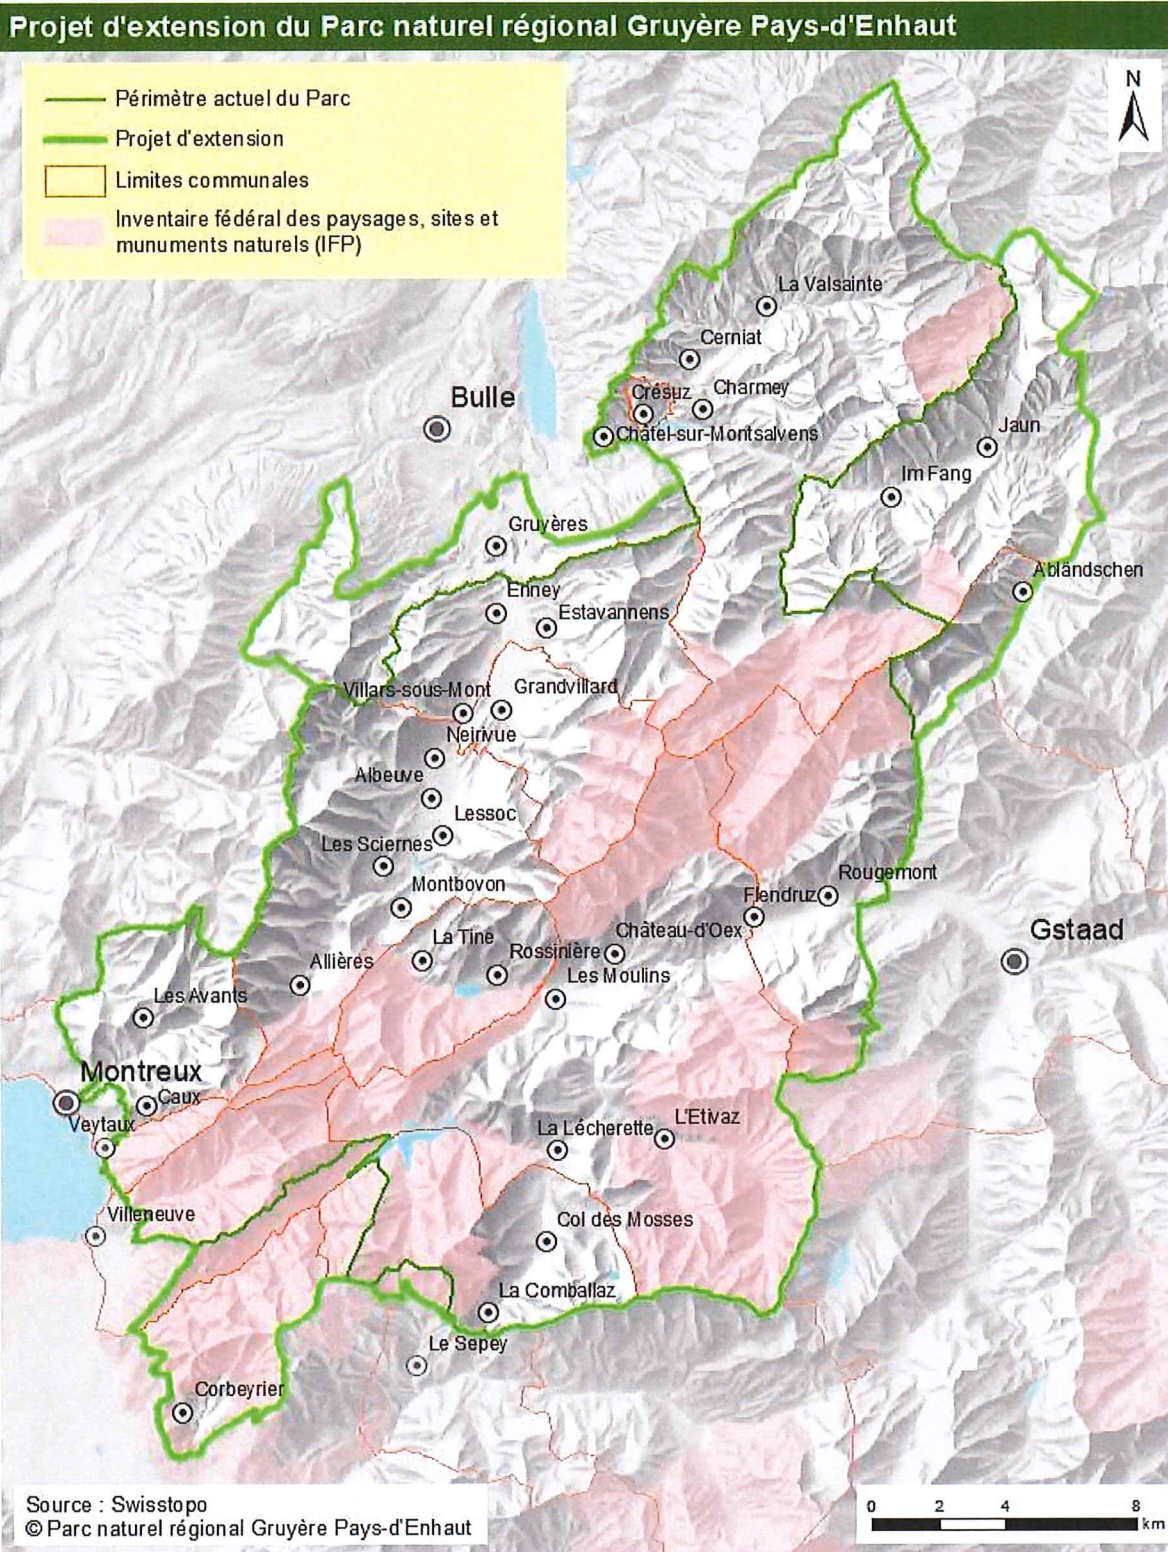 Projet d'extension du Parc naturel régional Gruyère Pays-d'Enhaut
Périmètre actuel du Parc
Projet d'extension
Limites communales
Inventaire fédéral des paysages, sites et
munuments naturels (IFP)
N
La Valsainte
Cerniat
Crésuz
Charmey
Bulle
Châtel-sur-Montsalvens
Jaun
Im Fang
Gruyères
Abländschen
Enney
Estavannens
Villars-sous-Mont
Grandvillard
Neirivue
Albeuve
Lessoc
Les Sciernes
Montbovon
Rougemont
Flendruz
La Tine
Château-d'Oex
Gstaad
Rossinière
Allières
Les Moulins
Les Avants
Montreux
Caux
Veytaux
L'Etivaz
La Lécherette
Villeneuve
Col des Mosses
La Comballaz
Le Sepey
Corbeyrier
Source : Swisstopo
© Parc naturel régional Gruyère Pays-d'Enhaut
0 2 4 8
km